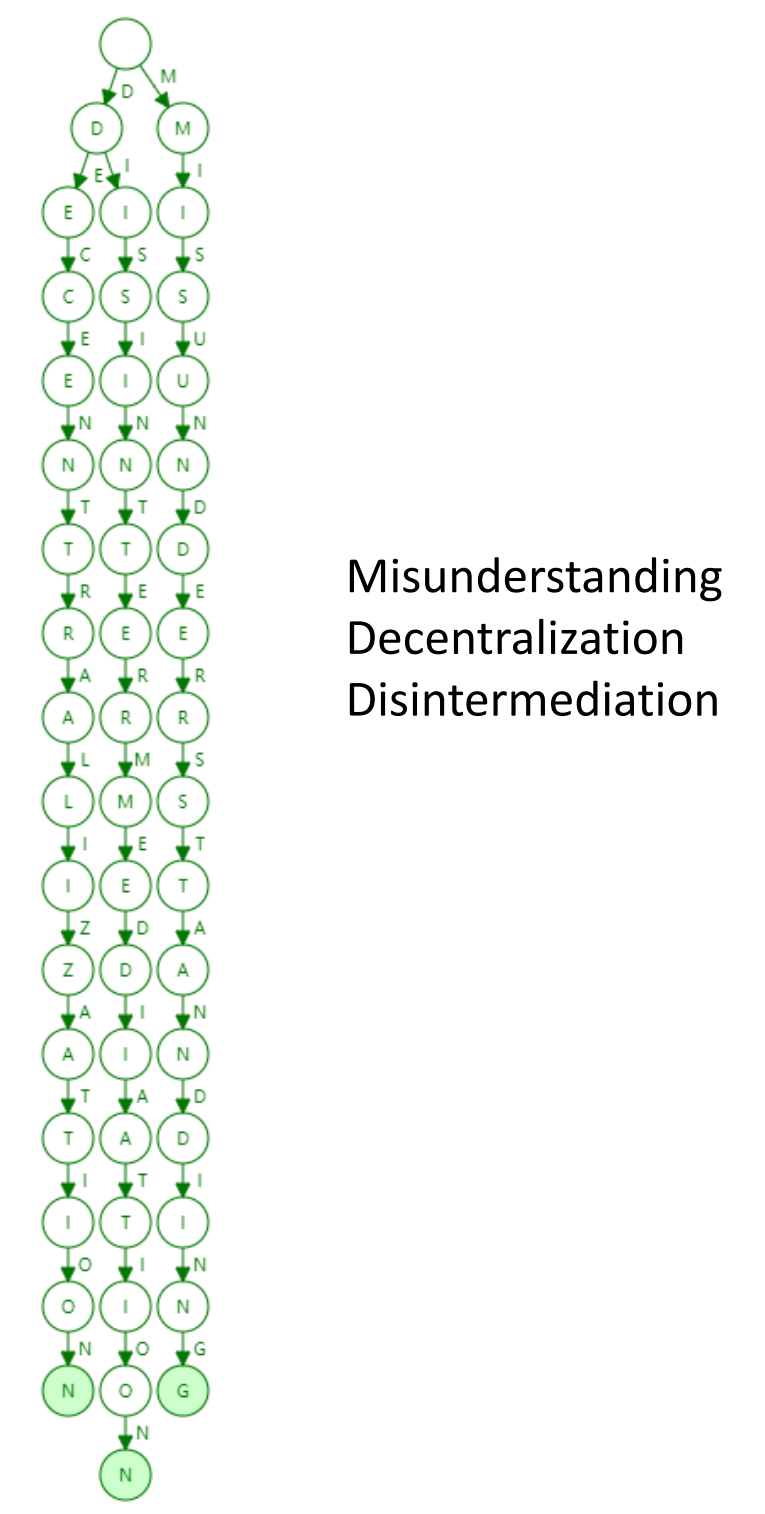 D M
D M
E I I
E I I
C S S
C S S
E I U
E I U
N N N
N N N
T T D
T T D
R E E
R E E
A R R
A R R
L M S
L M S
I E T
I E T
Z D A
Z D A
A I N
A I N
T A D
T A D
I T I
I T I
O I N
O I N
N O G
N O G
N
N
Misunderstanding
Decentralization
Disintermediation